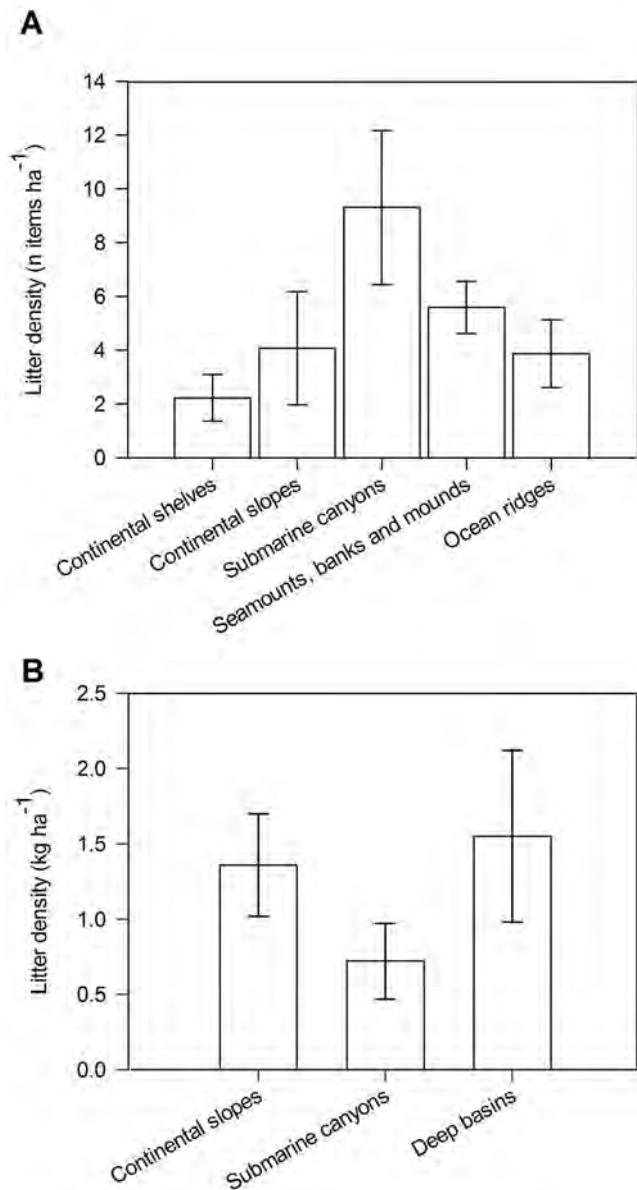 A
Litter density (n items ha⁻¹)
14
12
10
8
6
4
2
0
Continental shelves
Continental slopes
Submarine canyons
Seamounts, banks and mounds
Ocean ridges
B
Litter density (kg ha⁻¹)
2.5
2.0
1.5
1.0
0.5
0.0
Continental slopes
Submarine canyons
Deep basins